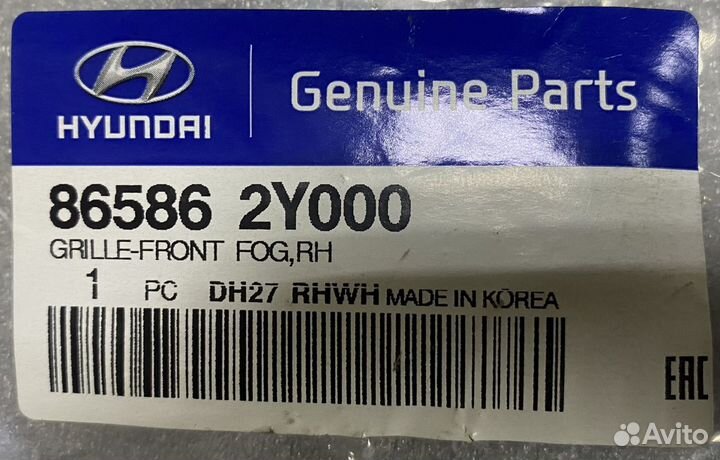 HYUNDAI
Genuine Parts
86586 2Y000
GRILLE-FRONT FOG,RH
1 PC DH27 RHWH MADE IN KOREA
EAC
Avito